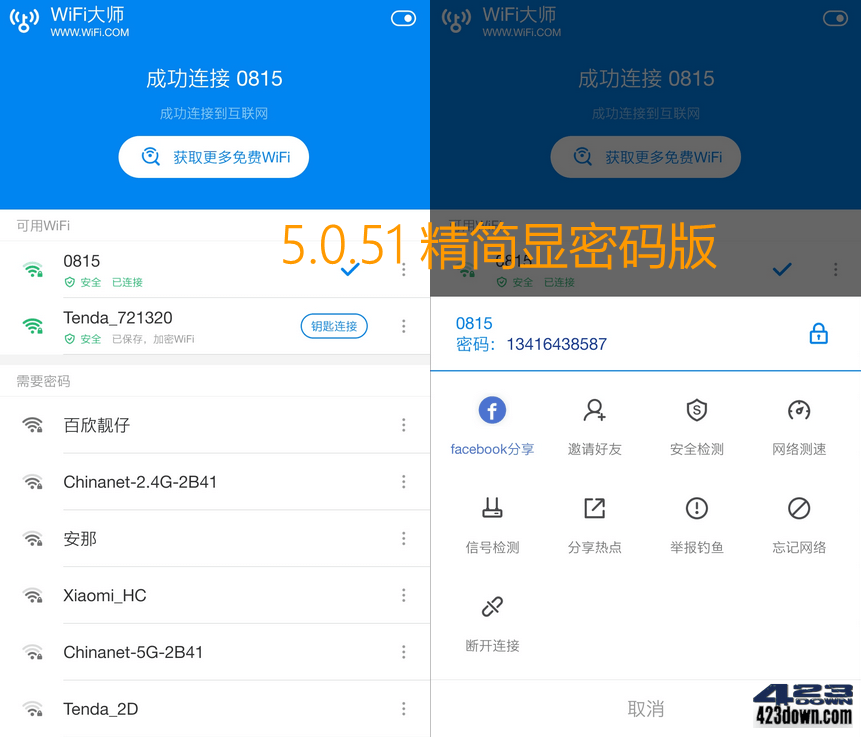 WiFi大师
WWW.WiFi.COM
成功连接 0815
成功连接到互联网
获取更多免费WiFi
可用WiFi
0815
安全 已连接
Tenda_721320
安全 已保存，加密WiFi
钥匙连接
需要密码
百欣靓仔
Chinanet-2.4G-2B41
安那
Xiaomi_HC
Chinanet-5G-2B41
Tenda_2D
5.0.51 精简显密码版
WiFi大师
WWW.WiFi.COM
成功连接 0815
成功连接到互联网
获取更多免费WiFi
可用WiFi
0815
安全 已连接
0815
密码： 13416438587
facebook分享
邀请好友
安全检测
网络测速
信号检测
分享热点
举报钓鱼
忘记网络
断开连接
取消
423
DOWN
423down.com